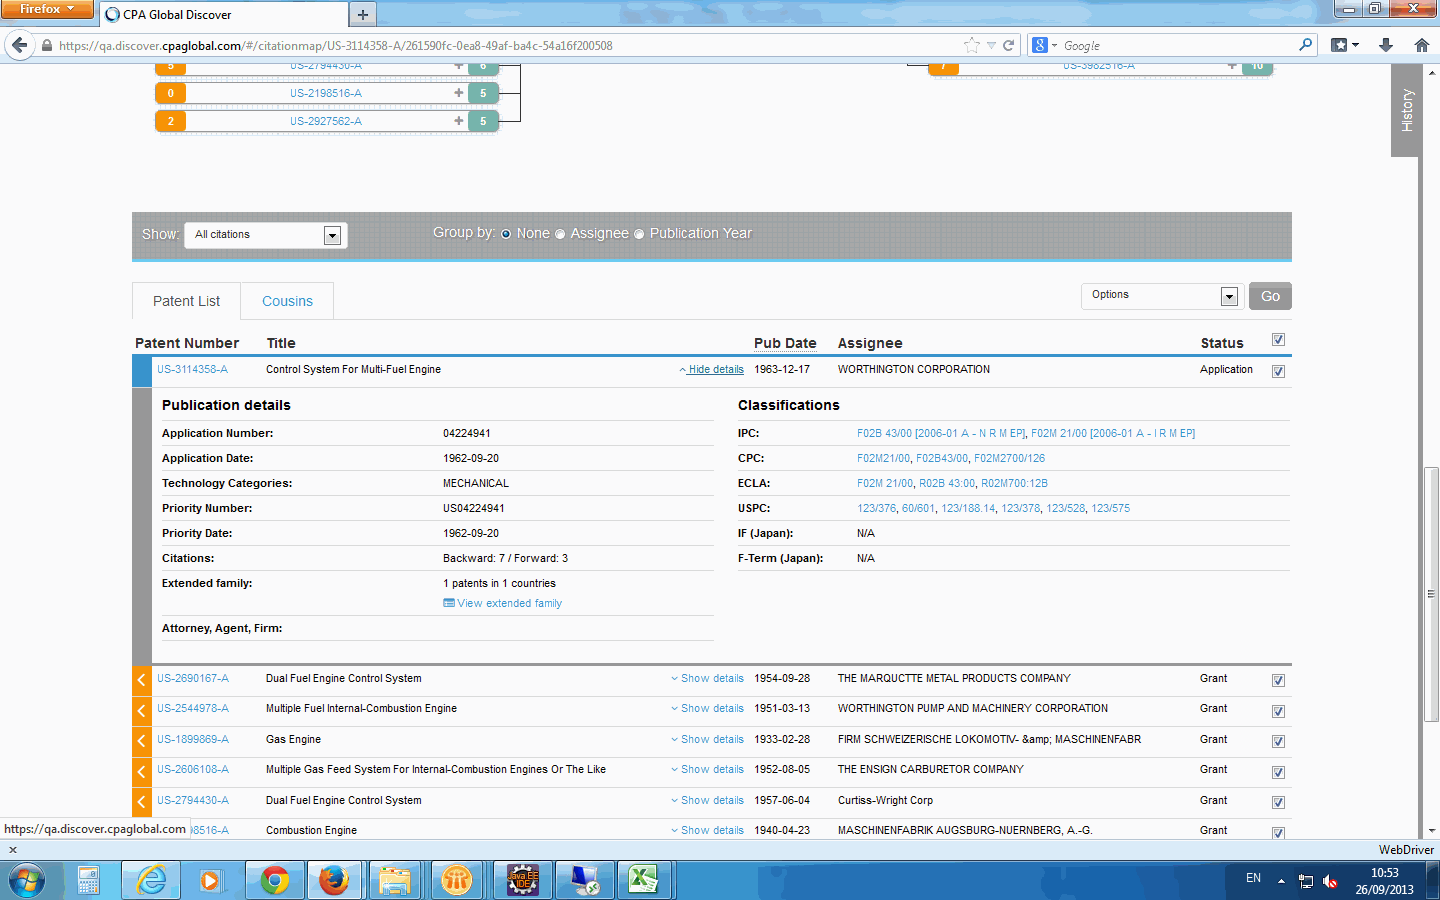 Firefox
CPA Global Discover
https://qa.discover.cpaglobal.com/#/citationmap/US-3114358-A/261590fc-0ea8-49af-ba4c-54a16f200508
Google
5 US-2794430-A 6
7 US-3982516-A 10
0 US-2198516-A 5
2 US-2927562-A 5
History
Show: All citations
Group by: None Assignee Publication Year
Patent List Cousins
Options Go
Patent Number Title Pub Date Assignee Status
US-3114358-A Control System For Multi-Fuel Engine Hide details 1963-12-17 WORTHINGTON CORPORATION Application
Publication details
Application Number: 04224941
Application Date: 1962-09-20
Technology Categories: MECHANICAL
Priority Number: US04224941
Priority Date: 1962-09-20
Citations: Backward: 7 / Forward: 3
Extended family: 1 patents in 1 countries
View extended family
Attorney, Agent, Firm:
Classifications
IPC: F02B 43/00 [2006-01 A - N R M EP], F02M 21/00 [2006-01 A - I R M EP]
CPC: F02M21/00, F02B43/00, F02M2700/126
ECLA: F02M 21/00, R02B 43:00, R02M700:12B
USPC: 123/376, 60/601, 123/188.14, 123/378, 123/528, 123/575
IF (Japan): N/A
F-Term (Japan): N/A
US-2690167-A Dual Fuel Engine Control System Show details 1954-09-28 THE MARQUCTTE METAL PRODUCTS COMPANY Grant
US-2544978-A Multiple Fuel Internal-Combustion Engine Show details 1951-03-13 WORTHINGTON PUMP AND MACHINERY CORPORATION Grant
US-1899869-A Gas Engine Show details 1933-02-28 FIRM SCHWEIZERISCHE LOKOMOTIV- &amp; MASCHINENFABR Grant
US-2606108-A Multiple Gas Feed System For Internal-Combustion Engines Or The Like Show details 1952-08-05 THE ENSIGN CARBURETOR COMPANY Grant
US-2794430-A Dual Fuel Engine Control System Show details 1957-06-04 Curtiss-Wright Corp Grant
98516-A Combustion Engine Show details 1940-04-23 MASCHINENFABRIK AUGSBURG-NUERNBERG, A.-G. Grant
https://qa.discover.cpaglobal.com
x WebDriver
Java EE
IDE
EN
10:53
26/09/2013